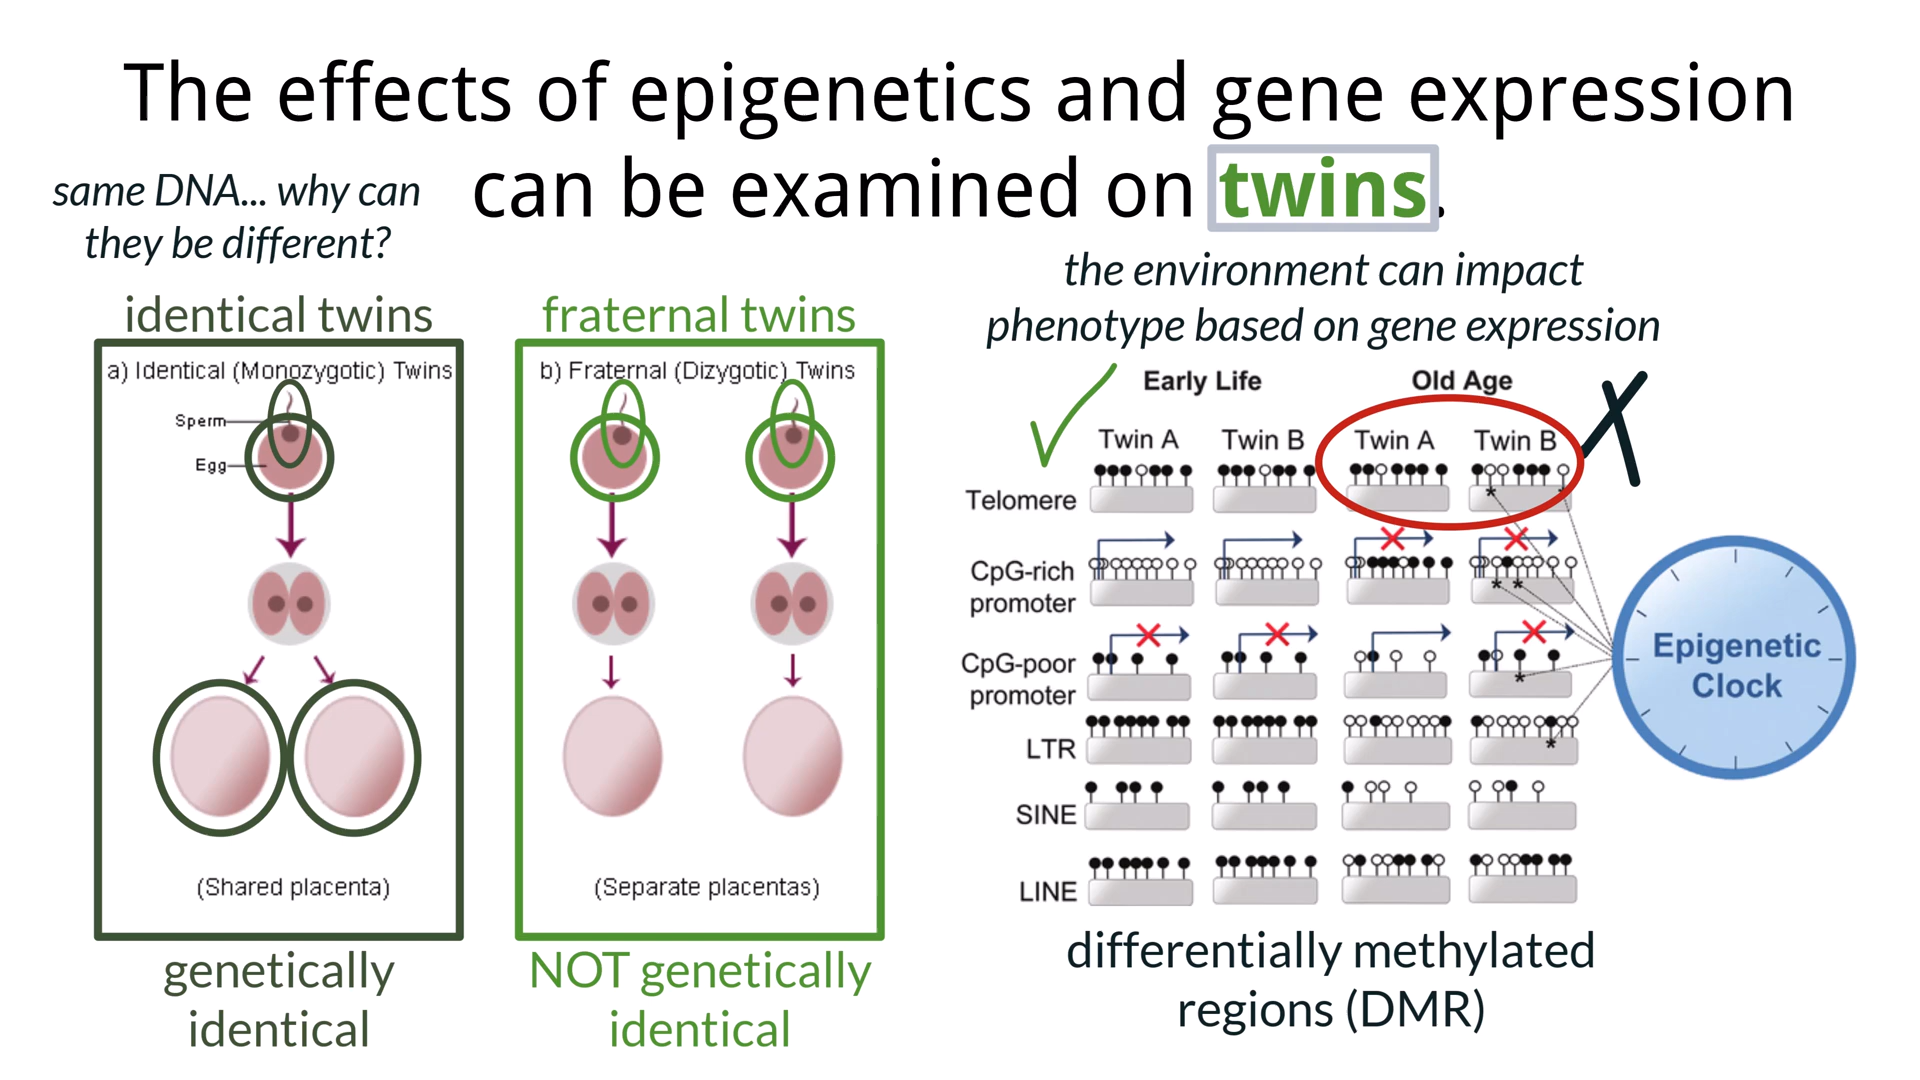 The effects of epigenetics and gene expression
can be examined on twins.
same DNA... why can
they be different?
identical twins
a) Identical (Monozygotic) Twins
Sperm
Egg
(Shared placenta)
genetically
identical
fraternal twins
b) Fraternal (Dizygotic) Twins
(Separate placentas)
NOT genetically
identical
the environment can impact
phenotype based on gene expression
Early Life
Old Age
Twin A
Twin B
Twin A
Twin B
Telomere
CpG-rich
promoter
CpG-poor
promoter
LTR
SINE
LINE
Epigenetic
Clock
differentially methylated
regions (DMR)